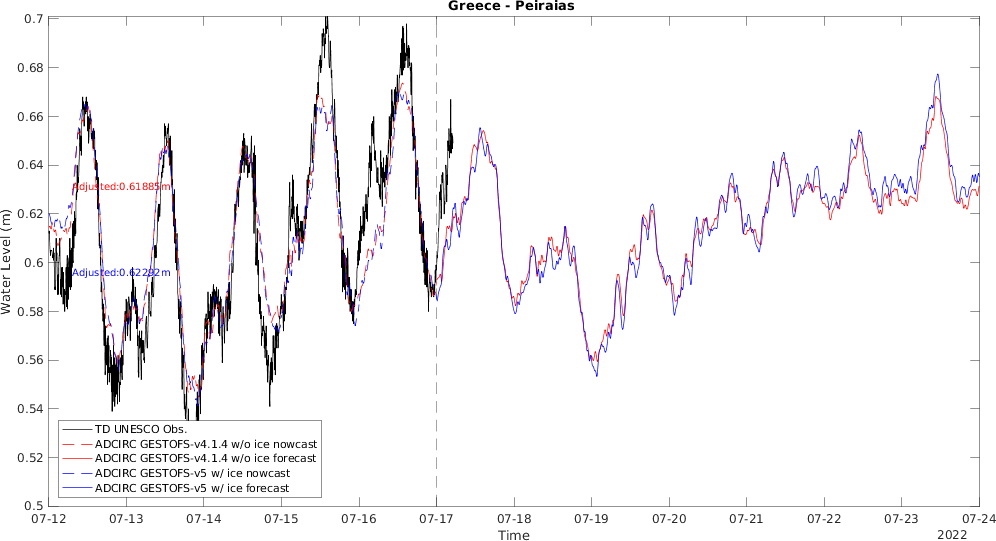 Greece - Peiraias
0.7
0.68
0.66
0.64
0.62
0.6
0.58
0.56
0.54
0.52
0.5
Water Level (m)
Adjusted:0.61885m
Adjusted:0.62292m
TD UNESCO Obs.
ADCIRC GESTOFS-v4.1.4 w/o ice nowcast
ADCIRC GESTOFS-v4.1.4 w/o ice forecast
ADCIRC GESTOFS-v5 w/ ice nowcast
ADCIRC GESTOFS-v5 w/ ice forecast
07-12 07-13 07-14 07-15 07-16 07-17 07-18 07-19 07-20 07-21 07-22 07-23 07-24
Time
2022